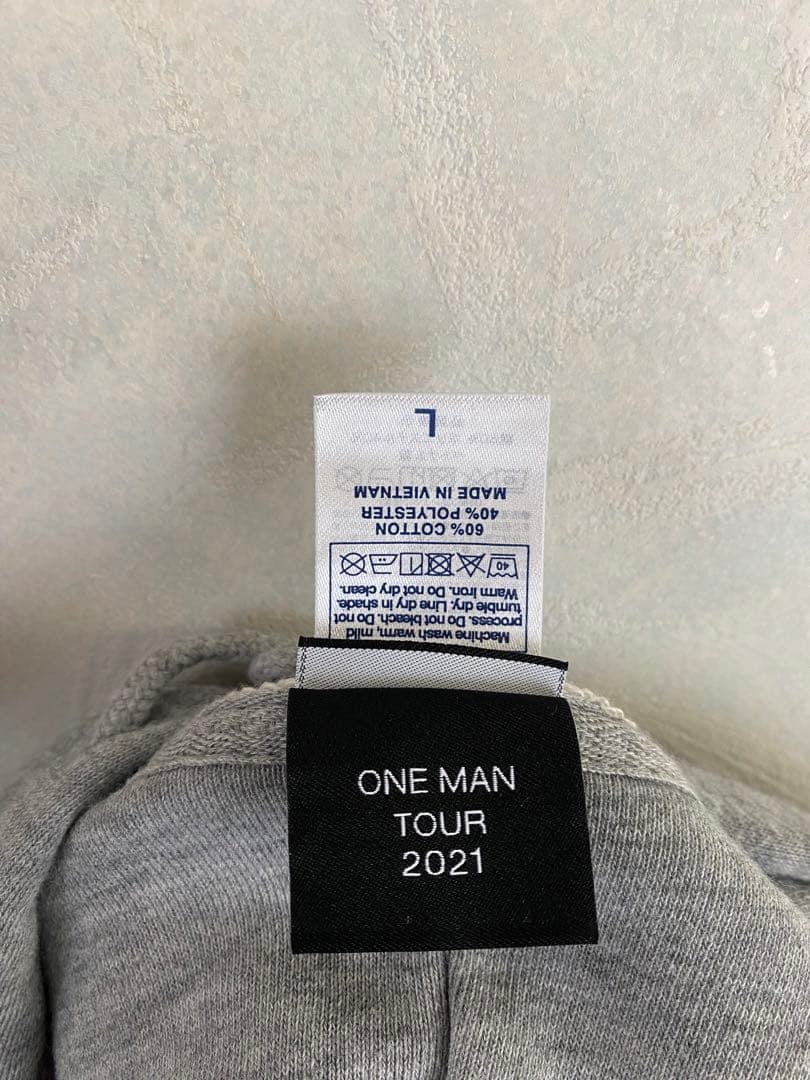 L
MADE IN VIETNAM
40% POLYESTER
60% COTTON
40
Warm Iron. Do not dry clean.
tumble dry. Line dry in shade.
process. Do not bleach. Do not
Machine wash warm, mild
ONE MAN
TOUR
2021